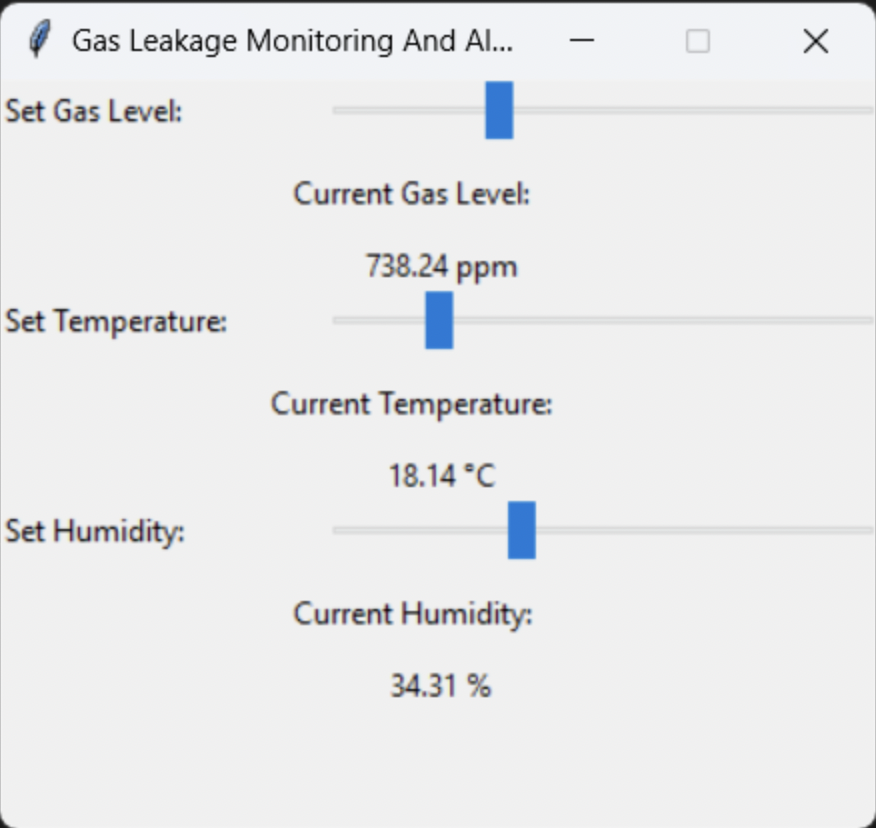 Gas Leakage Monitoring And Al...
Set Gas Level:
Current Gas Level:
738.24 ppm
Set Temperature:
Current Temperature:
18.14 °C
Set Humidity:
Current Humidity:
34.31 %